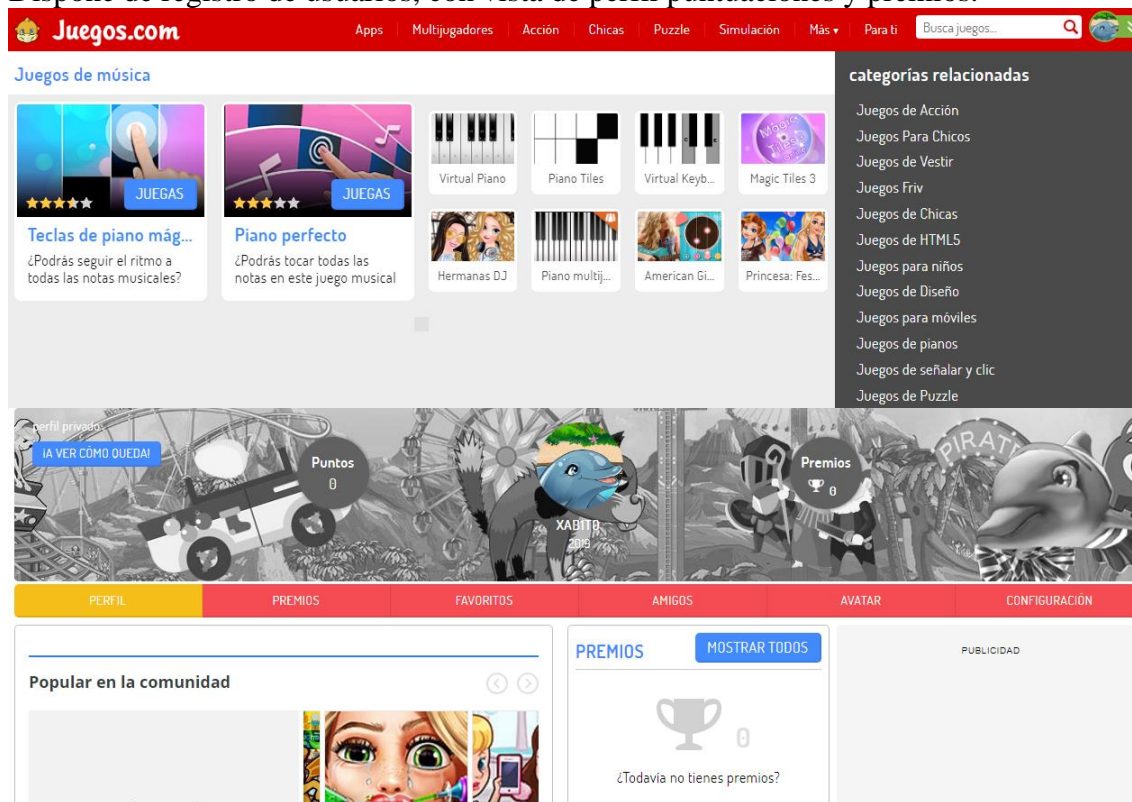 Dispone de registro de usuarios, con vista de perfil puntuaciones y premios.
Juegos.com
Apps Multijugadores Acción Chicas Puzzle Simulación Más ▾ Para ti Busca juegos...
Juegos de música
JUEGAS
JUEGAS
Teclas de piano mág...
¿Podrás seguir el ritmo a
todas las notas musicales?
Piano perfecto
¿Podrás tocar todas las
notas en este juego musical
Virtual Piano Piano Tiles Virtual Keyb... Magic Tiles 3
Hermanas DJ Piano multij... American Gi... Princesa: Fes...
categorías relacionadas
Juegos de Acción
Juegos Para Chicos
Juegos de Vestir
Juegos Friv
Juegos de Chicas
Juegos de HTML5
Juegos para niños
Juegos de Diseño
Juegos para móviles
Juegos de pianos
Juegos de señalar y clic
Juegos de Puzzle
perfil privado
¡A VER CÓMO QUEDA!
Puntos
0
XABITO
2019
Premios
0
PIRAT
PERFIL PREMIOS FAVORITOS AMIGOS AVATAR CONFIGURACIÓN
Popular en la comunidad
PREMIOS MOSTRAR TODOS
0
¿Todavía no tienes premios?
PUBLICIDAD